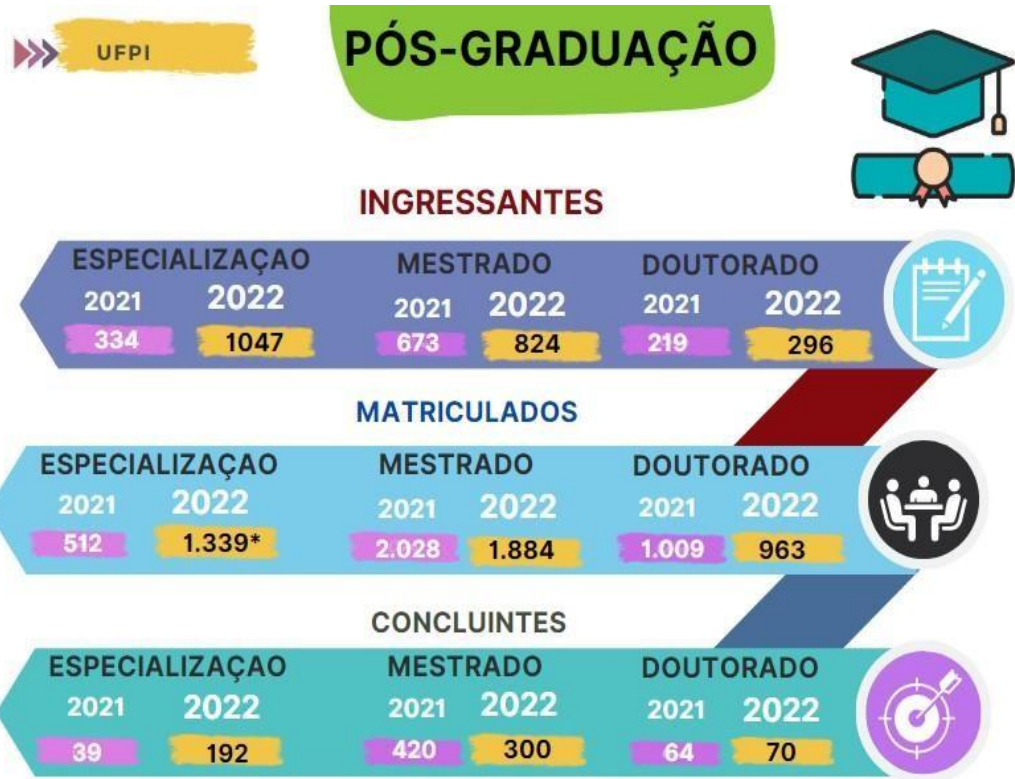 UFPI
PÓS-GRADUAÇÃO
INGRESSANTES
ESPECIALIZAÇAO MESTRADO DOUTORADO
2021 2022 2021 2022 2021 2022
334 1047 673 824 219 296
MATRICULADOS
ESPECIALIZAÇAO MESTRADO DOUTORADO
2021 2022 2021 2022 2021 2022
512 1.339* 2.028 1.884 1.009 963
CONCLUINTES
ESPECIALIZAÇAO MESTRADO DOUTORADO
2021 2022 2021 2022 2021 2022
39 192 420 300 64 70